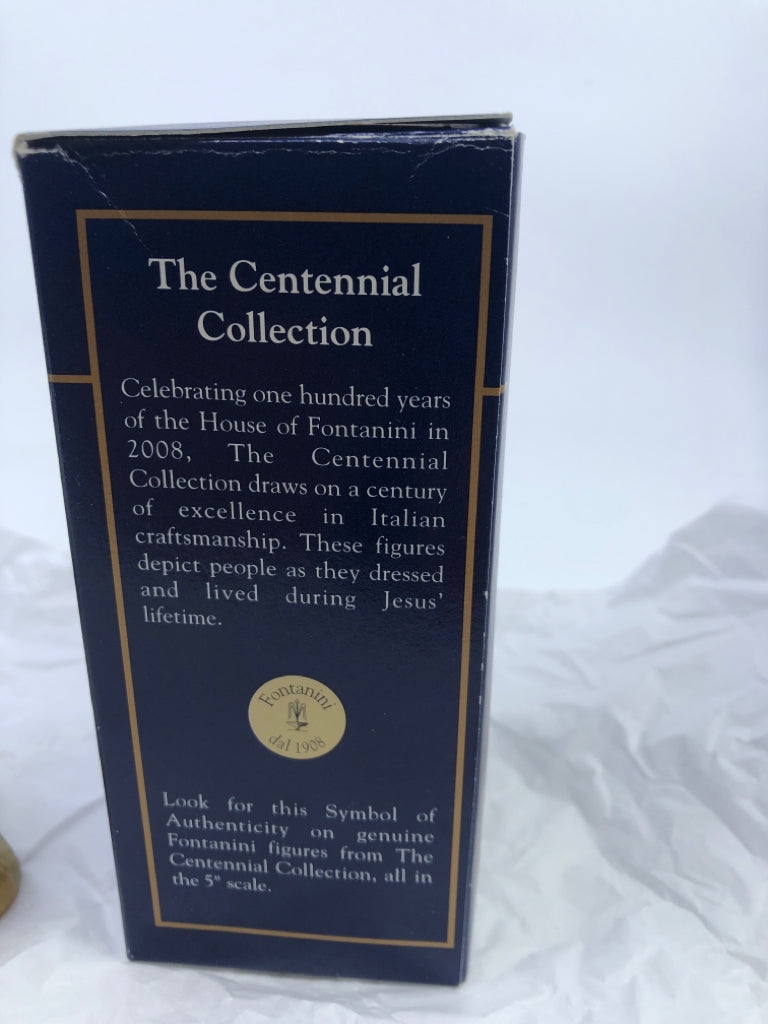 The Centennial
Collection
Celebrating one hundred years
of the House of Fontanini in
2008, The Centennial
Collection draws on a century
of excellence in Italian
craftsmanship. These figures
depict people as they dressed
and lived during Jesus'
lifetime.
Fontanini
dal 1908
Look for this Symbol of
Authenticity on genuine
Fontanini figures from The
Centennial Collection, all in
the 5" scale.